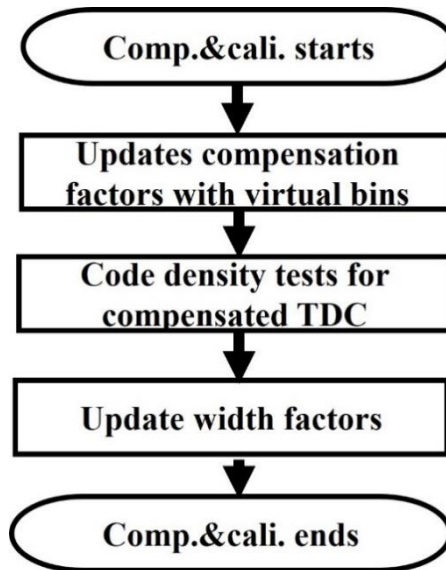 Comp.&cali. starts
Updates compensation
factors with virtual bins
Code density tests for
compensated TDC
Update width factors
Comp.&cali. ends